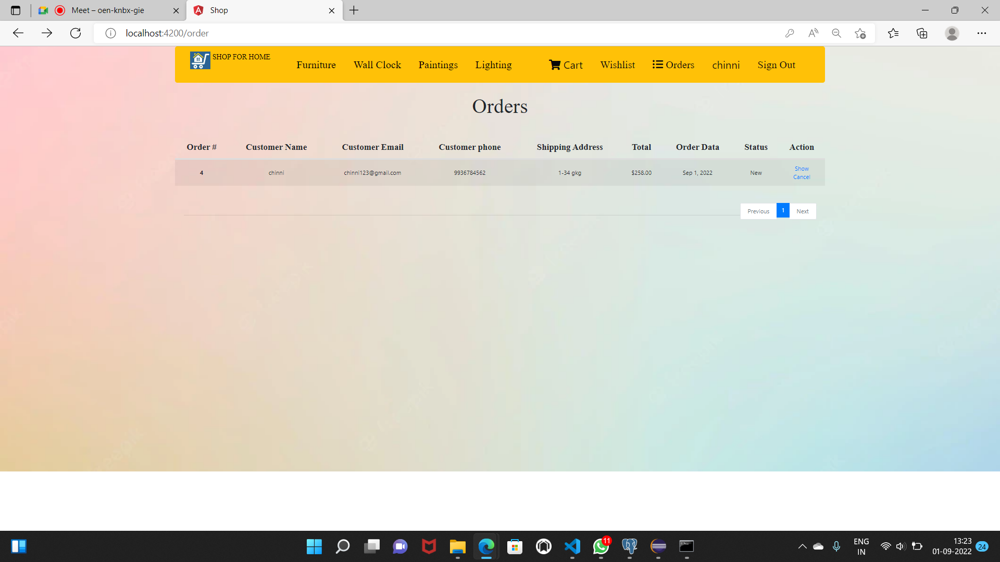 Meet – oen-knbx-gie
Shop
localhost:4200/order
SHOP FOR HOME
Furniture Wall Clock Paintings Lighting Cart Wishlist Orders chinni Sign Out
Orders
Order # Customer Name Customer Email Customer phone Shipping Address Total Order Data Status Action
4 chinni chinni123@gmail.com 9936784562 1-34 gkg $258.00 Sep 1, 2022 New Show
Cancel
Previous 1 Next
11
ENG
IN
13:23
01-09-2022
24